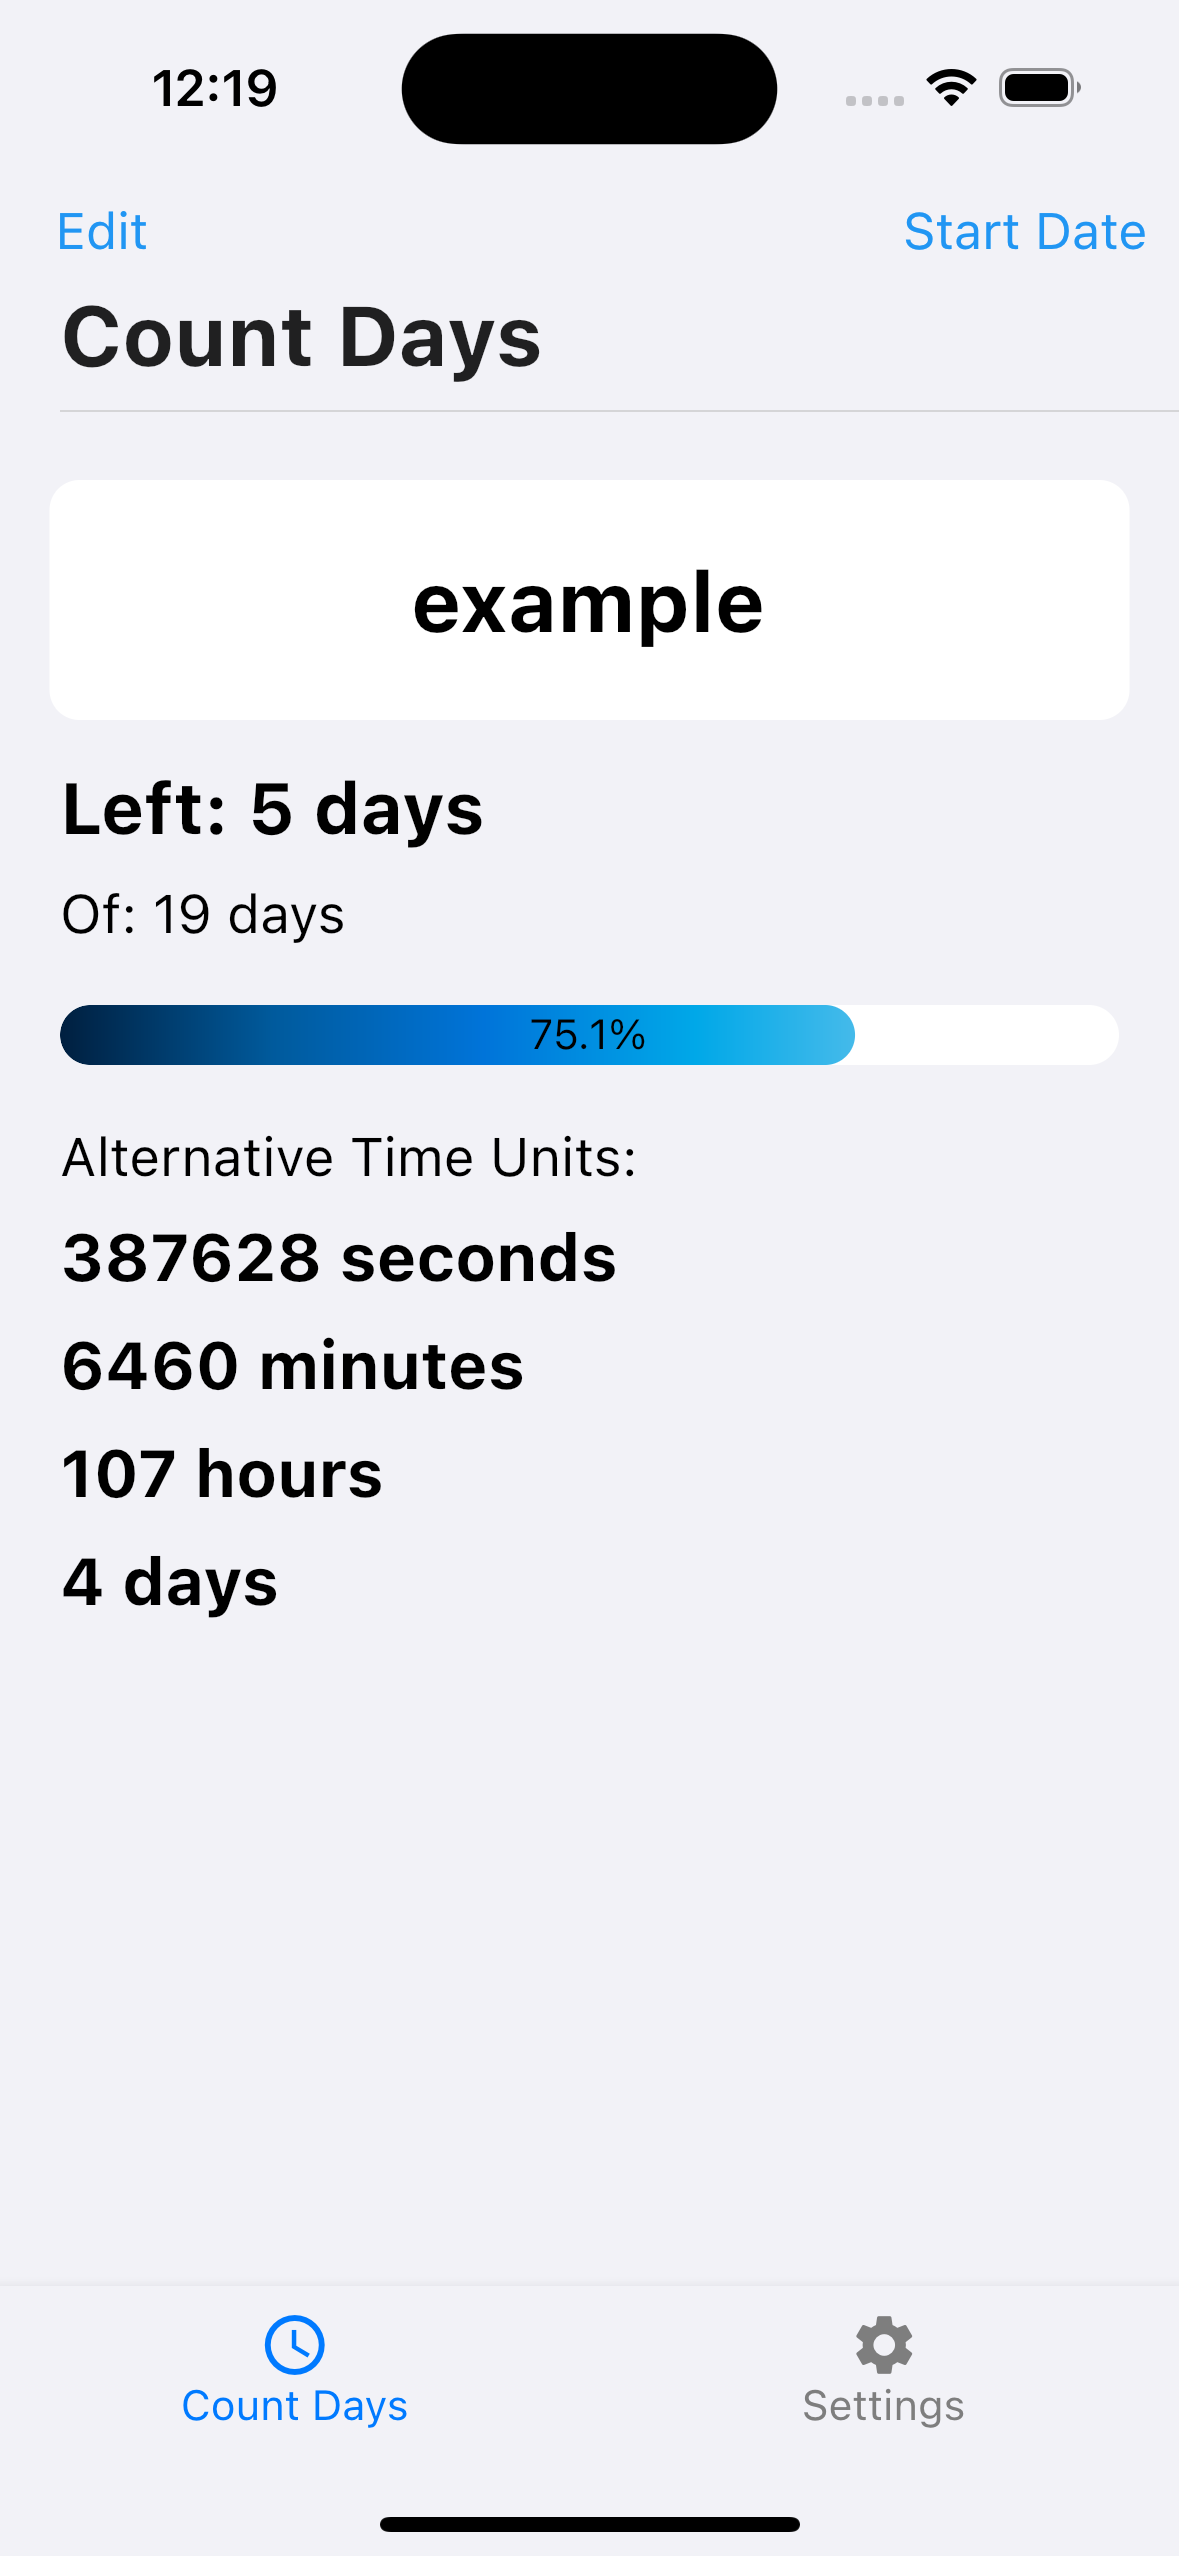 12:19
Edit
Start Date
Count Days
example
Left: 5 days
Of: 19 days
75.1%
Alternative Time Units:
387628 seconds
6460 minutes
107 hours
4 days
Count Days
Settings